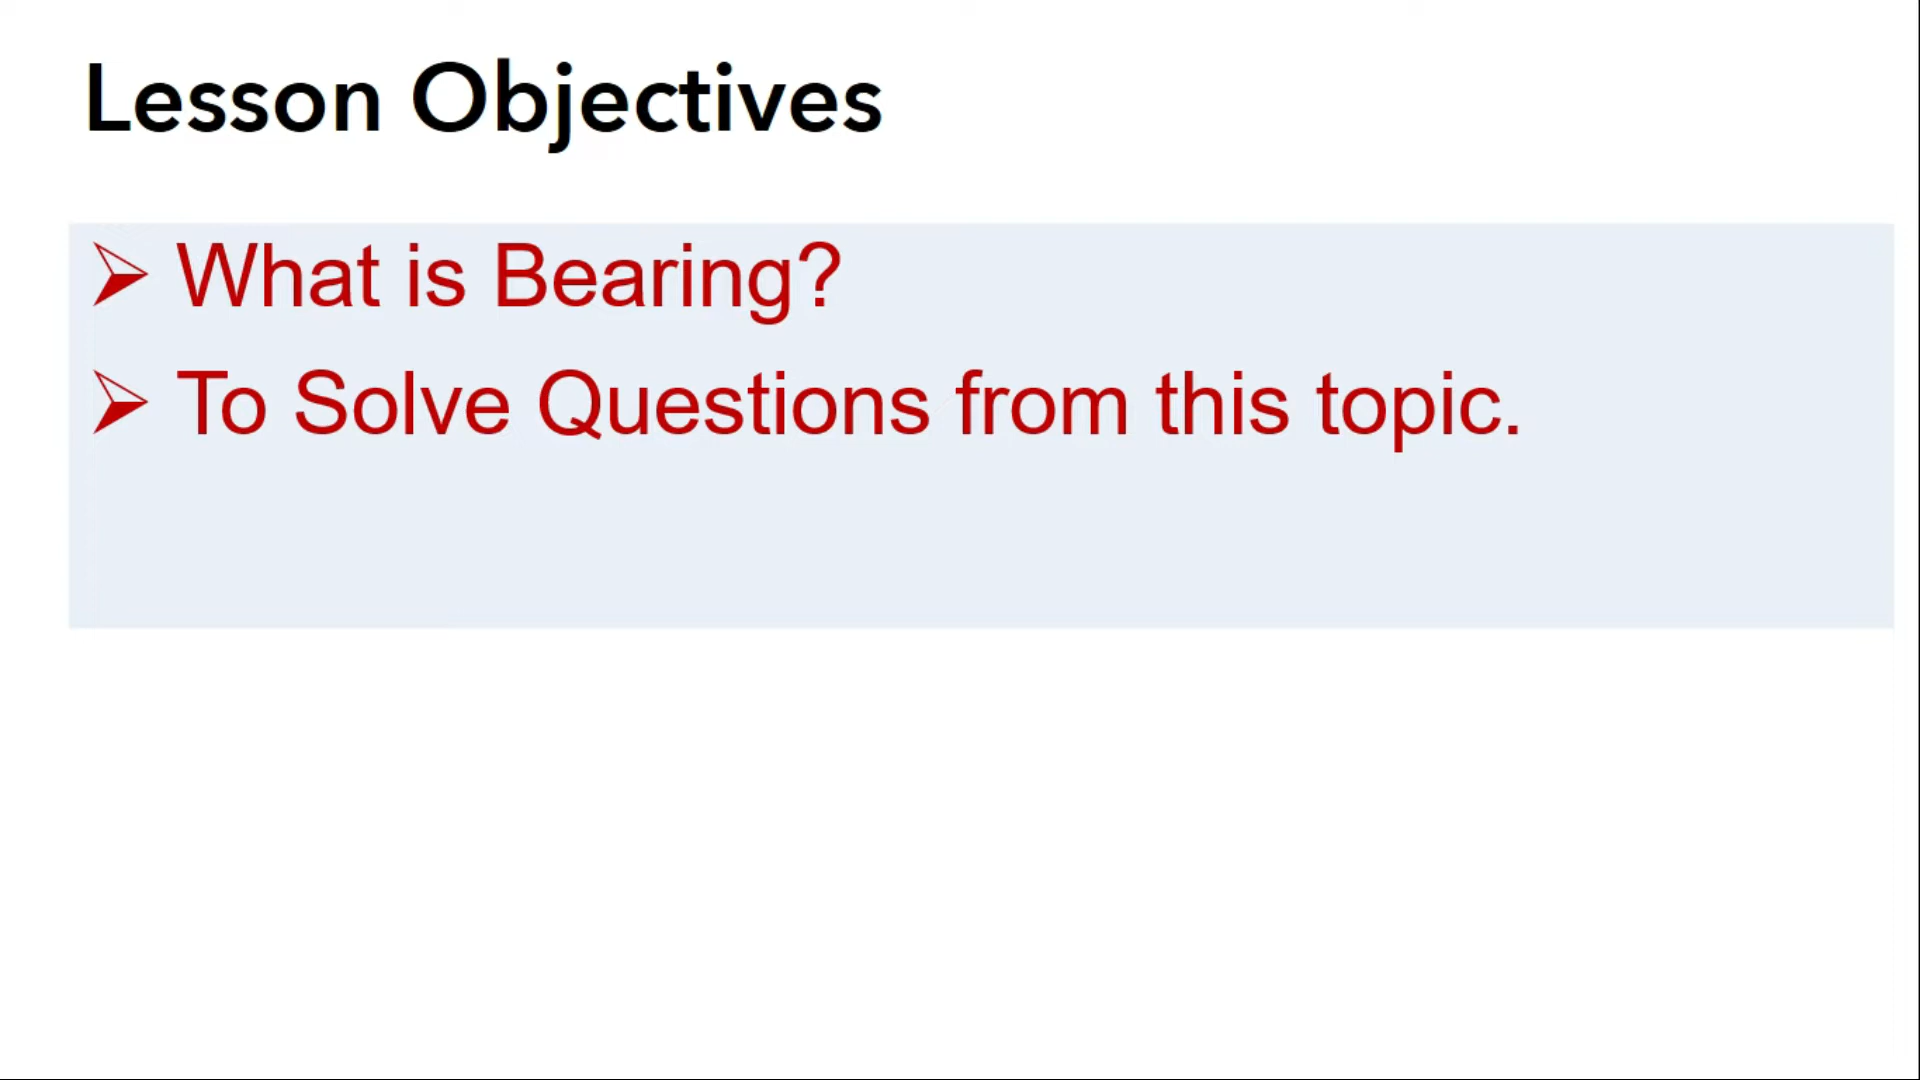 Lesson Objectives
➢ What is Bearing?
➢ To Solve Questions from this topic.